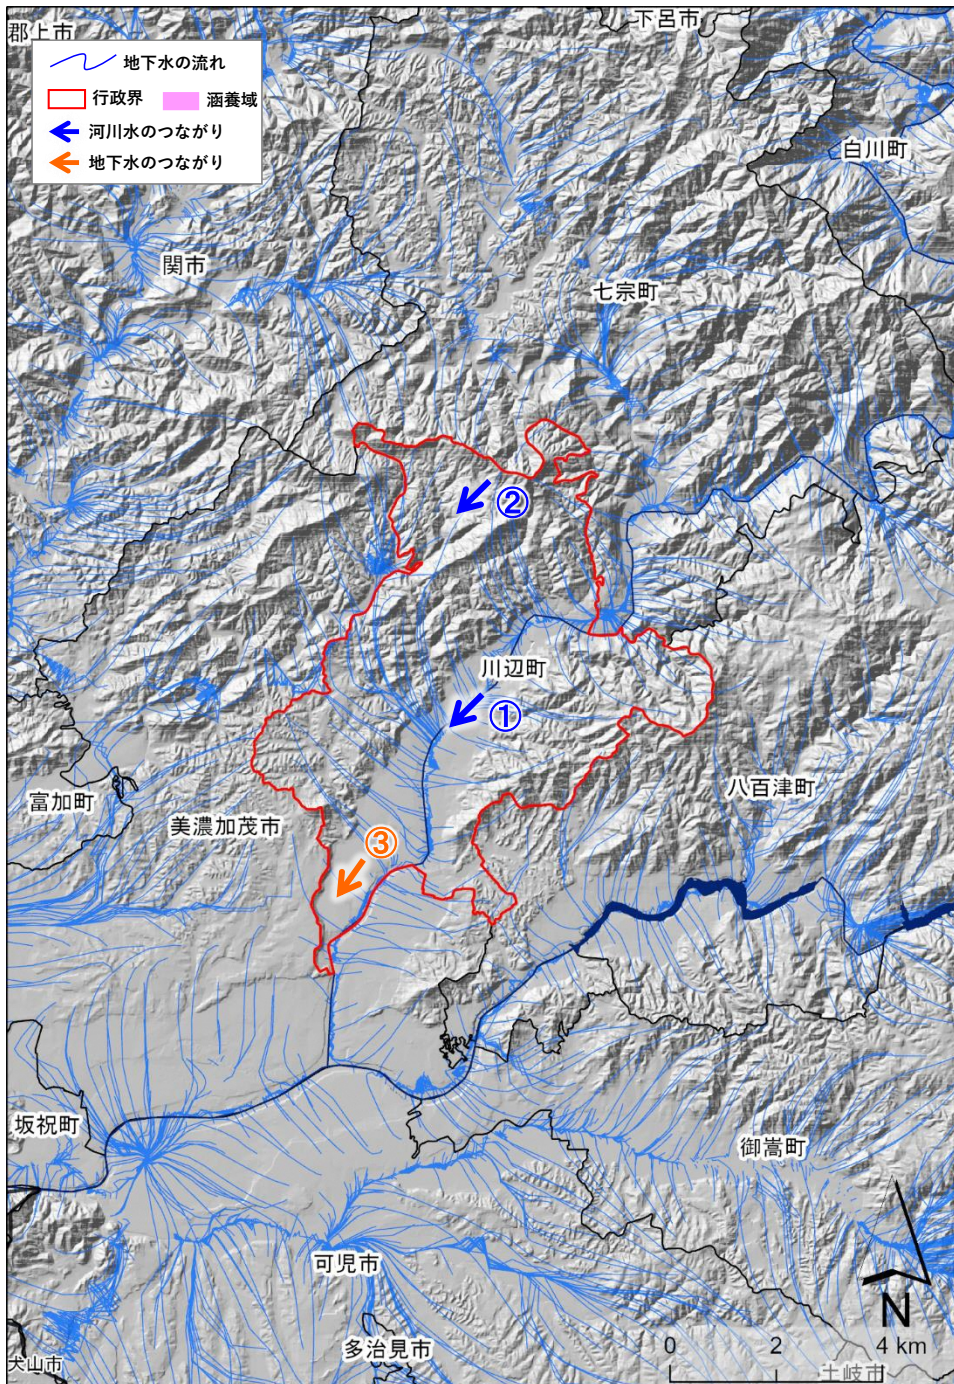 郡上市
下呂市
地下水の流れ
行政界
涵養域
河川水のつながり
地下水のつながり
白川町
関市
七宗町
②
川辺町
①
八百津町
富加町
美濃加茂市
③
坂祝町
御嵩町
可児市
N
多治見市
0 2 4 km
犬山市
土岐市